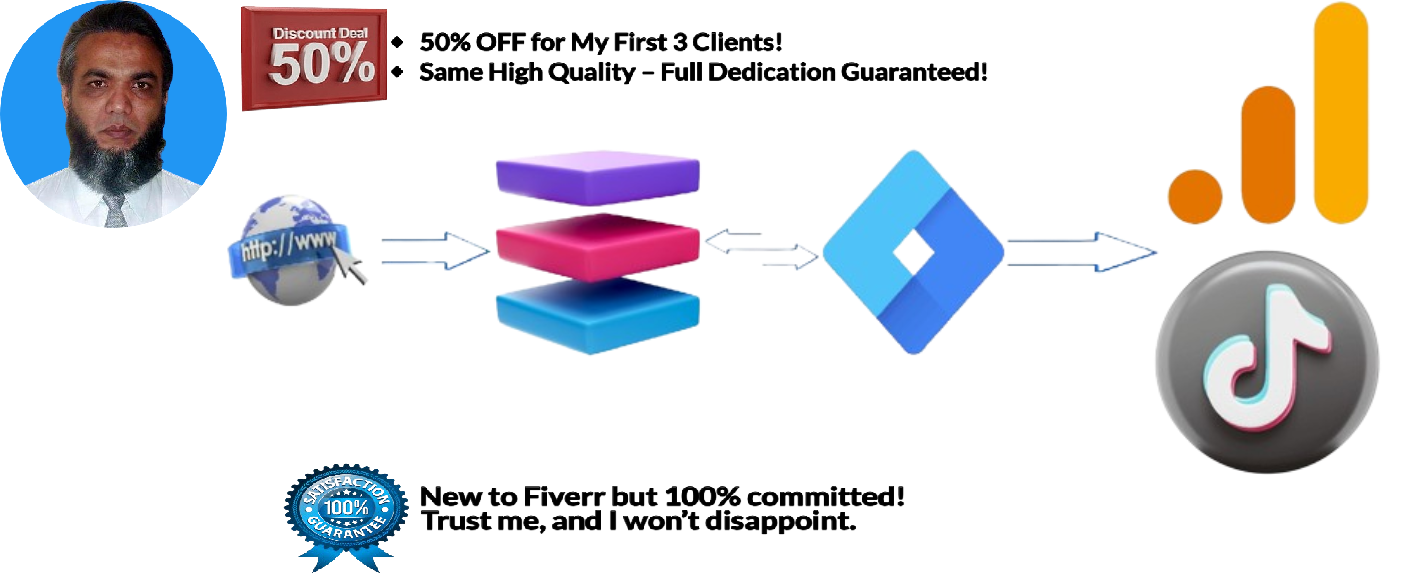 Discount Deal
50%
◆ 50% OFF for My First 3 Clients!
◆ Same High Quality – Full Dedication Guaranteed!
http://www
SATISFACTION
100%
GUARANTEE
New to Fiverr but 100% committed!
Trust me, and I won't disappoint.